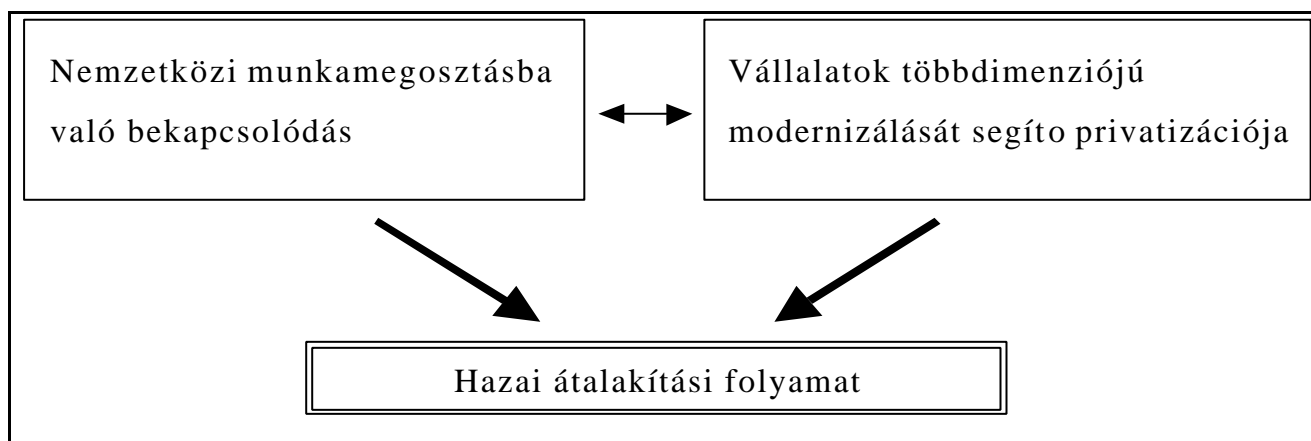 Nemzetközi munkamegosztásba
való bekapcsolódás
Vállalatok többdimenziójú
modernizálását segíto privatizációja
Hazai átalakítási folyamat